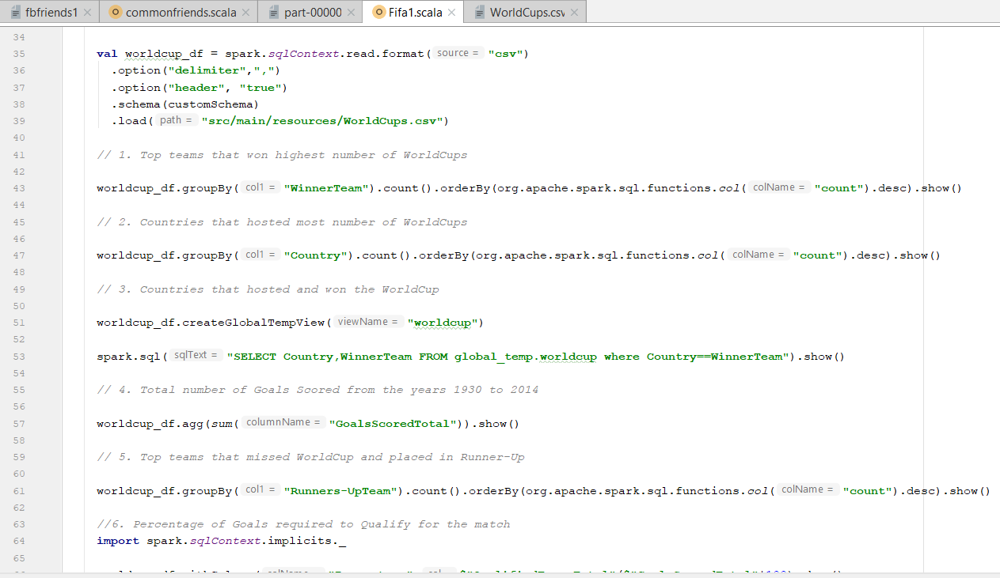 fbfriends1 commonfriends.scala part-00000 Fifa1.scala WorldCups.csv
34
35 val worldcup_df = spark.sqlContext.read.format( source = "csv")
36 .option("delimiter",",")
37 .option("header", "true")
38 .schema(customSchema)
39 .load( path = "src/main/resources/WorldCups.csv")
40
41 // 1. Top teams that won highest number of WorldCups
42
43 worldcup_df.groupBy( col1 = "WinnerTeam").count().orderBy(org.apache.spark.sql.functions.col( colName = "count").desc).show()
44
45 // 2. Countries that hosted most number of WorldCups
46
47 worldcup_df.groupBy( col1 = "Country").count().orderBy(org.apache.spark.sql.functions.col( colName = "count").desc).show()
48
49 // 3. Countries that hosted and won the WorldCup
50
51 worldcup_df.createGlobalTempView( viewName = "worldcup")
52
53 spark.sql( sqlText = "SELECT Country,WinnerTeam FROM global_temp.worldcup where Country==WinnerTeam").show()
54
55 // 4. Total number of Goals Scored from the years 1930 to 2014
56
57 worldcup_df.agg(sum( columnName = "GoalsScoredTotal")).show()
58
59 // 5. Top teams that missed WorldCup and placed in Runner-Up
60
61 worldcup_df.groupBy( col1 = "Runners-UpTeam").count().orderBy(org.apache.spark.sql.functions.col( colName = "count").desc).show()
62
63 //6. Percentage of Goals required to Qualify for the match
64 import spark.sqlContext.implicits._
65